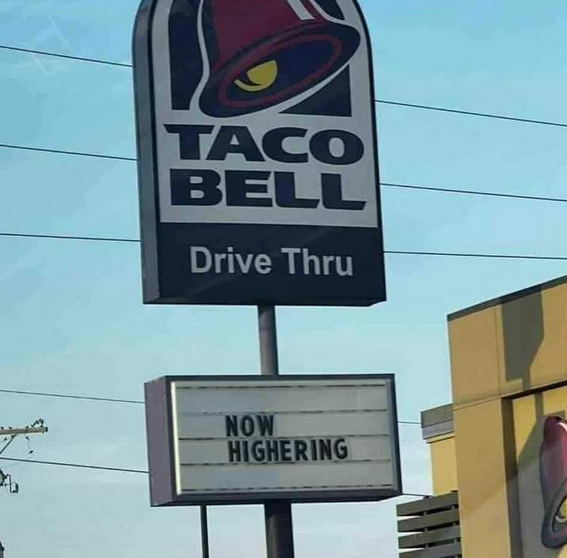 TACO
BELL
Drive Thru
NOW
HIGHERING